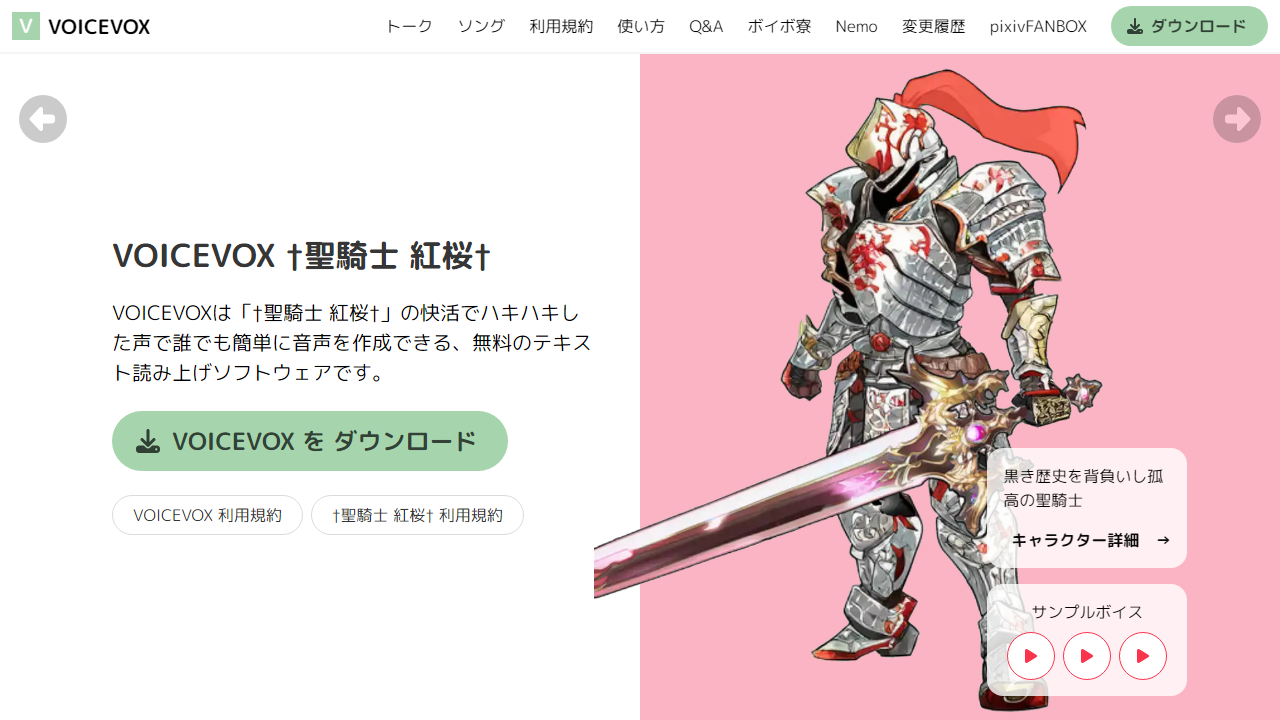 V VOICEVOX
トーク ソング 利用規約 使い方 Q&A ボイボ寮 Nemo 変更履歴 pixivFANBOX ダウンロード
VOICEVOX †聖騎士 紅桜†
VOICEVOXは「†聖騎士 紅桜†」の快活でハキハキし
た声で誰でも簡単に音声を作成できる、無料のテキス
ト読み上げソフトウェアです。
VOICEVOX を ダウンロード
VOICEVOX 利用規約 †聖騎士 紅桜† 利用規約
黒き歴史を背負いし孤
高の聖騎士
キャラクター詳細 →
サンプルボイス